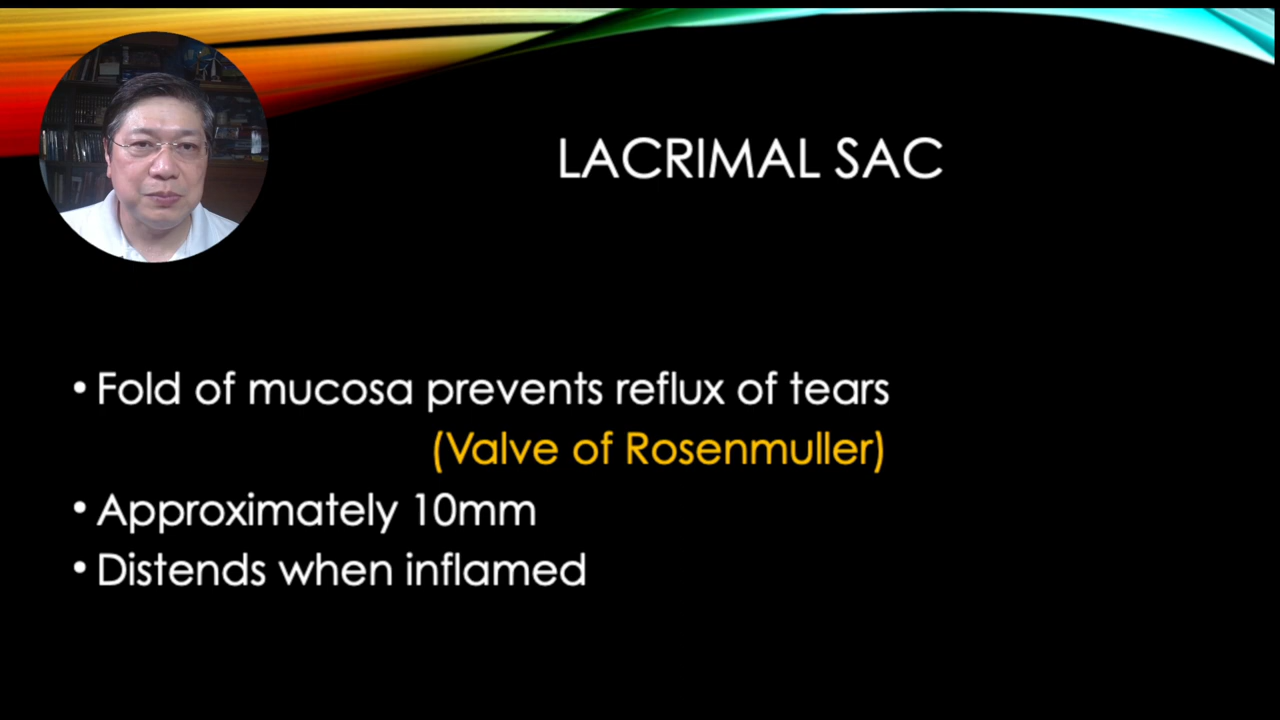 LACRIMAL SAC
• Fold of mucosa prevents reflux of tears
(Valve of Rosenmuller)
• Approximately 10mm
• Distends when inflamed